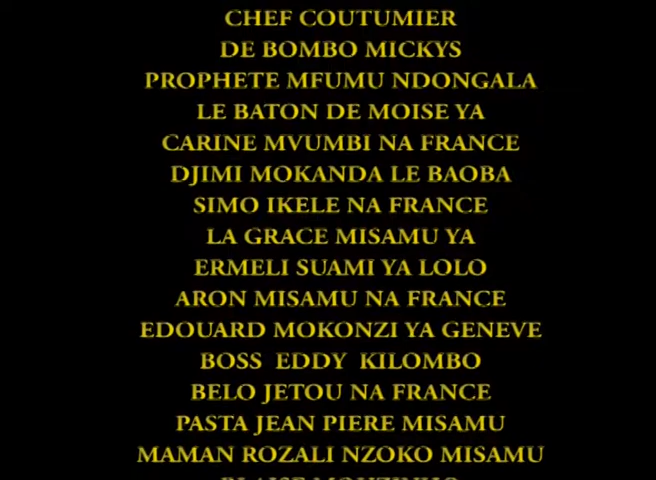 CHEF COUTUMIER
DE BOMBO MICKYS
PROPHETE MFUMU NDONGALA
LE BATON DE MOISE YA
CARINE MVUMBI NA FRANCE
DJIMI MOKANDA LE BAOBA
SIMO IKELE NA FRANCE
LA GRACE MISAMU YA
ERMELI SUAMI YA LOLO
ARON MISAMU NA FRANCE
EDOUARD MOKONZI YA GENEVE
BOSS EDDY KILOMBO
BELO JETOU NA FRANCE
PASTA JEAN PIERE MISAMU
MAMAN ROZALI NZOKO MISAMU